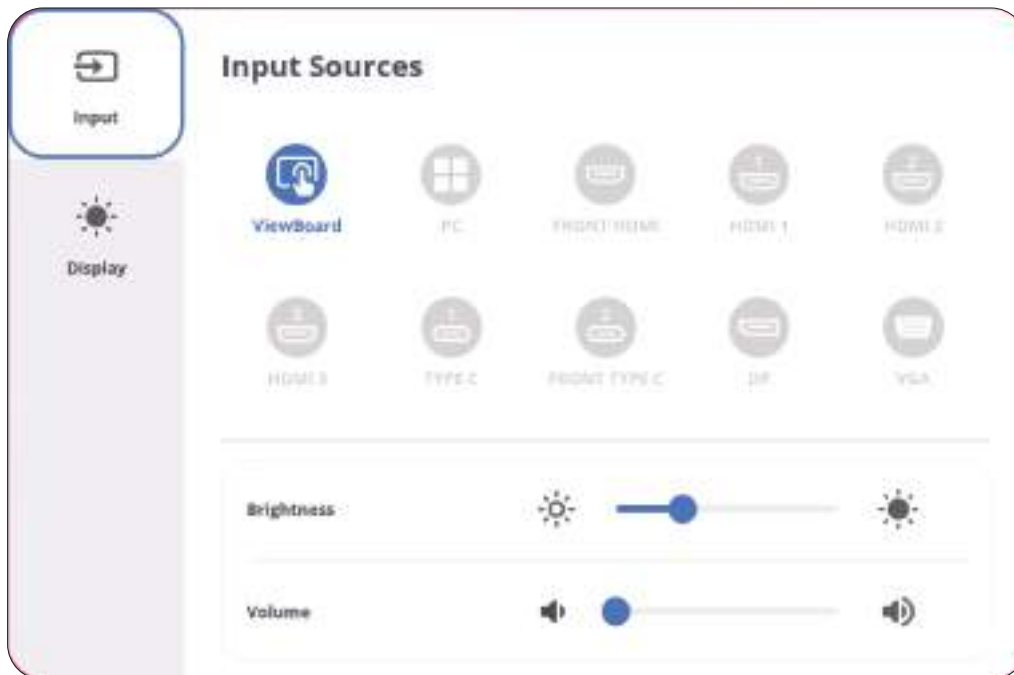 Input Sources
Input
ViewBoard
PC
FRONT HDMI
HDMI 1
HDMI 2
Display
HDMI 3
TYPE C
FRONT TYPE C
DP
VGA
Brightness
Volume